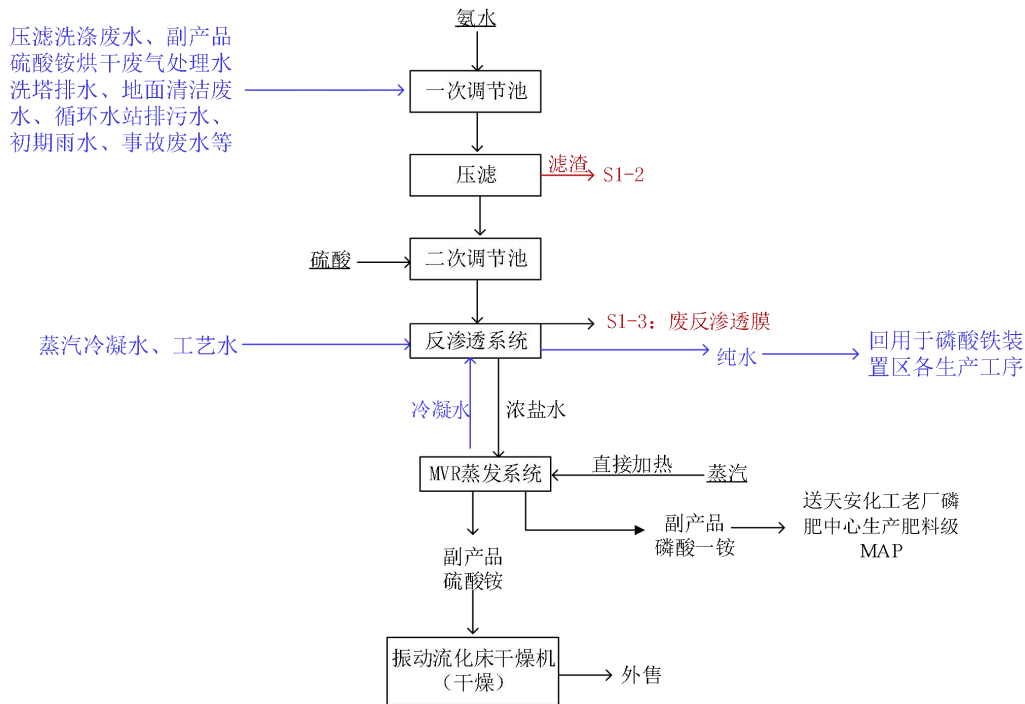 氨水
压滤洗涤废水、副产品
硫酸铵烘干废气处理水
洗塔排水、地面清洁废
水、循环水站排污水、
初期雨水、事故废水等
一次调节池
压滤
滤渣
S1-2
硫酸
二次调节池
蒸汽冷凝水、工艺水
反渗透系统
S1-3：废反渗透膜
纯水
回用于磷酸铁装
置区各生产工序
冷凝水
浓盐水
MVR蒸发系统
直接加热
蒸汽
副产品
磷酸一铵
送天安化工老厂磷
肥中心生产肥料级
MAP
副产品
硫酸铵
振动流化床干燥机
（干燥）
外售